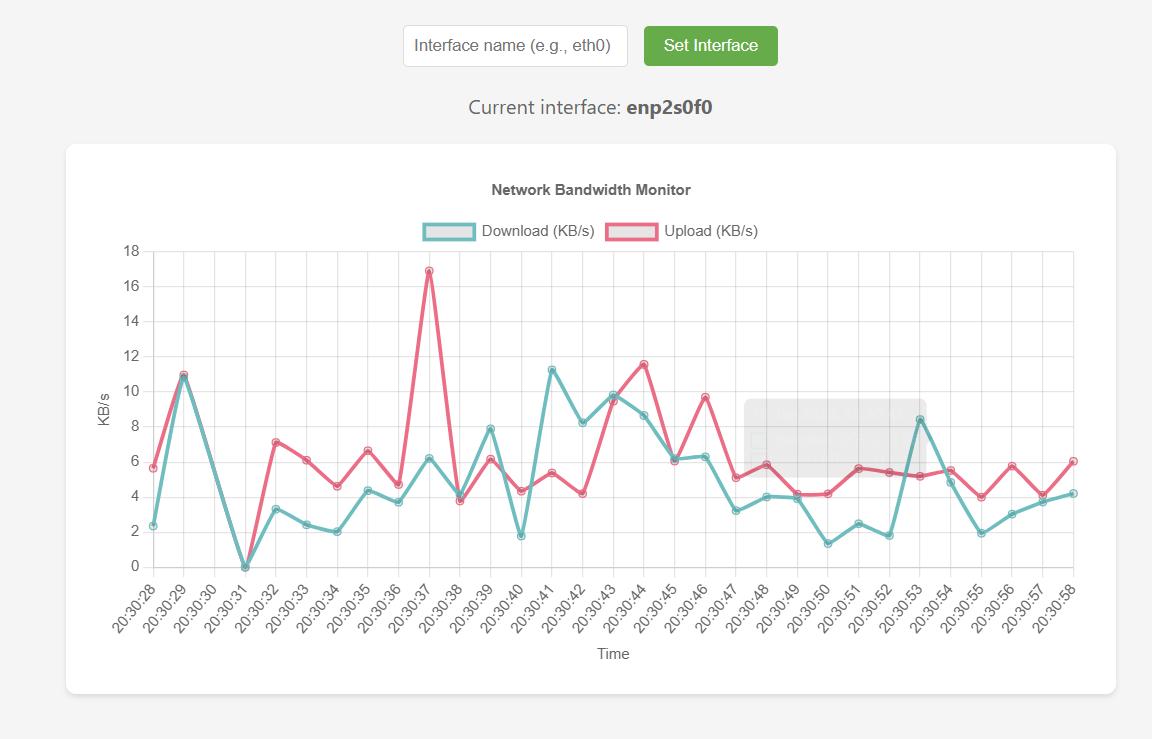 Interface name (e.g., eth0) Set Interface
Current interface: enp2s0f0
Network Bandwidth Monitor
Download (KB/s) Upload (KB/s)
18
16
14
12
10
8
6
4
2
0
KB/s
20:30:28 20:30:29 20:30:30 20:30:31 20:30:32 20:30:33 20:30:34 20:30:35 20:30:36 20:30:37 20:30:38 20:30:39 20:30:40 20:30:41 20:30:42 20:30:43 20:30:44 20:30:45 20:30:46 20:30:47 20:30:48 20:30:49 20:30:50 20:30:51 20:30:52 20:30:53 20:30:54 20:30:55 20:30:56 20:30:57 20:30:58
Time